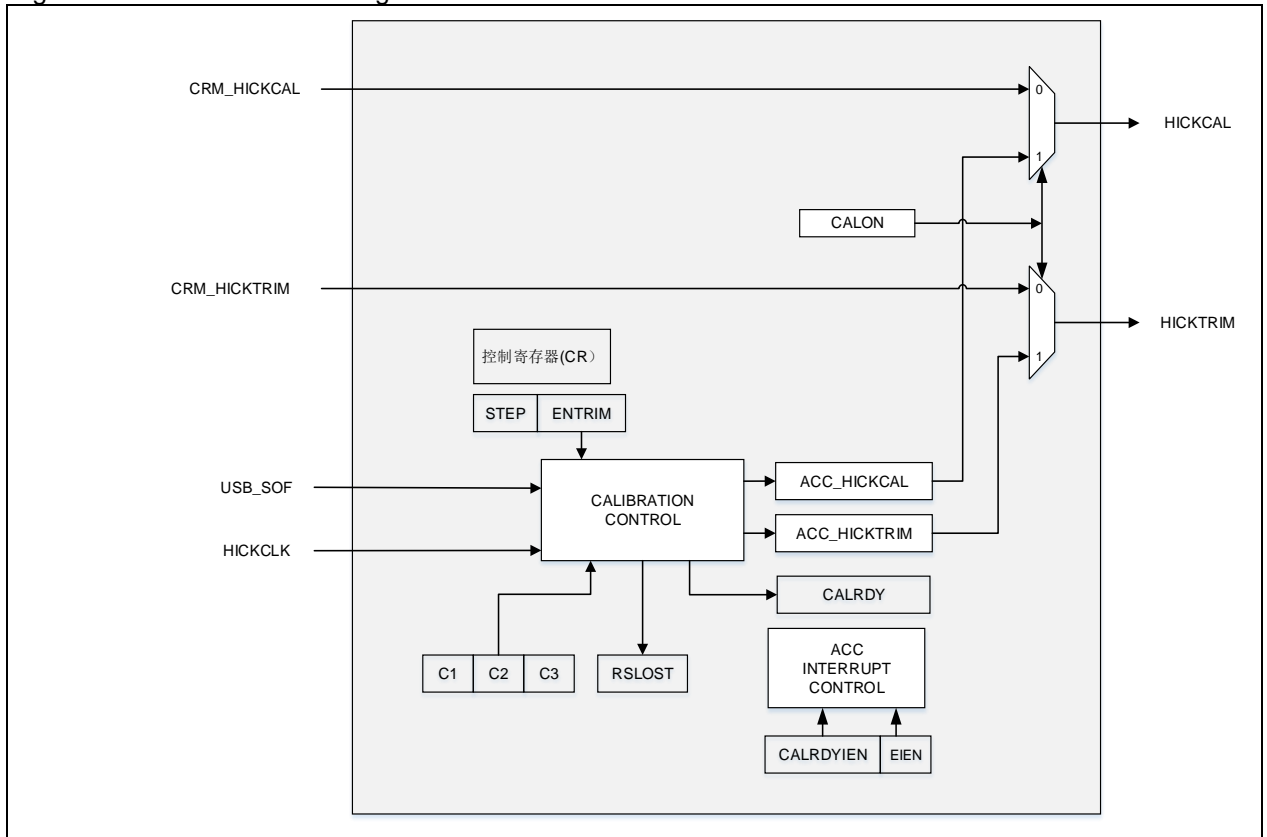 CRM_HICKCAL
0
HICKCAL
1
CALON
CRM_HICKTRIM
0
HICKTRIM
控制寄存器(CR）
1
STEP ENTRIM
USB_SOF
CALIBRATION
CONTROL
ACC_HICKCAL
ACC_HICKTRIM
HICKCLK
CALRDY
ACC
INTERRUPT
CONTROL
C1 C2 C3
RSLOST
CALRDYIEN EIEN